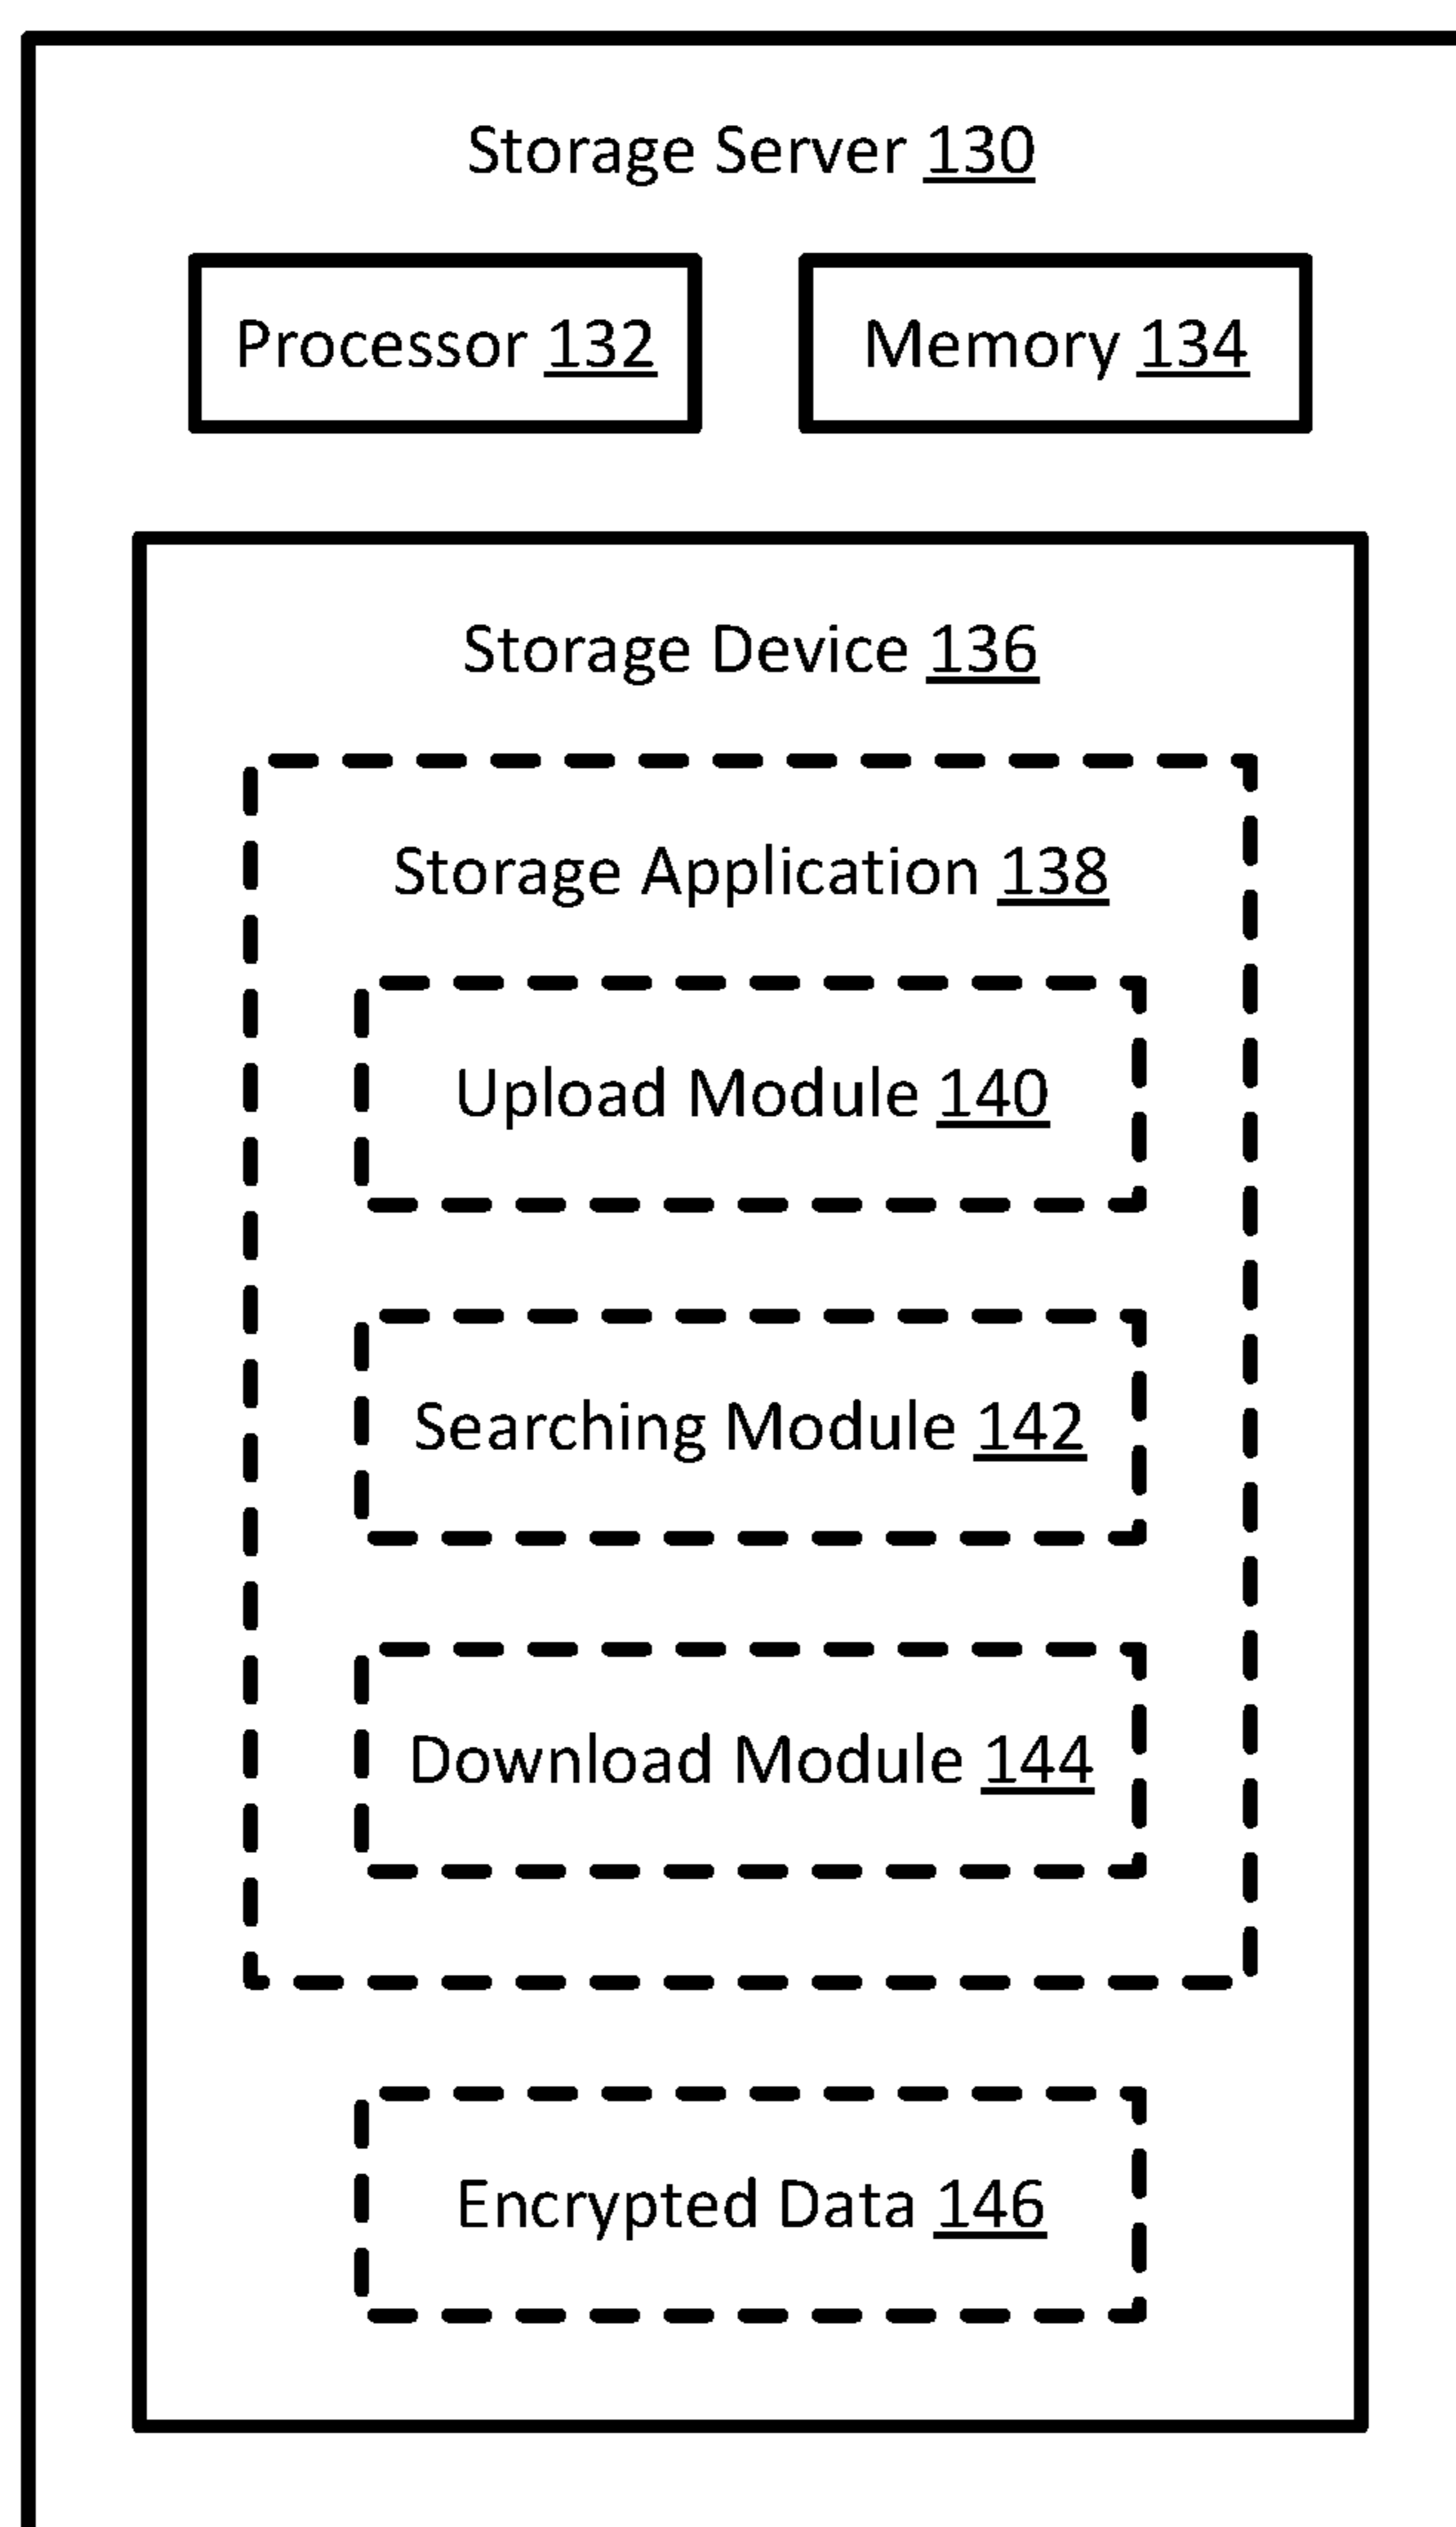 Storage Server 130
Processor 132
Memory 134
Storage Device 136
Storage Application 138
Upload Module 140
Searching Module 142
Download Module 144
Encrypted Data 146